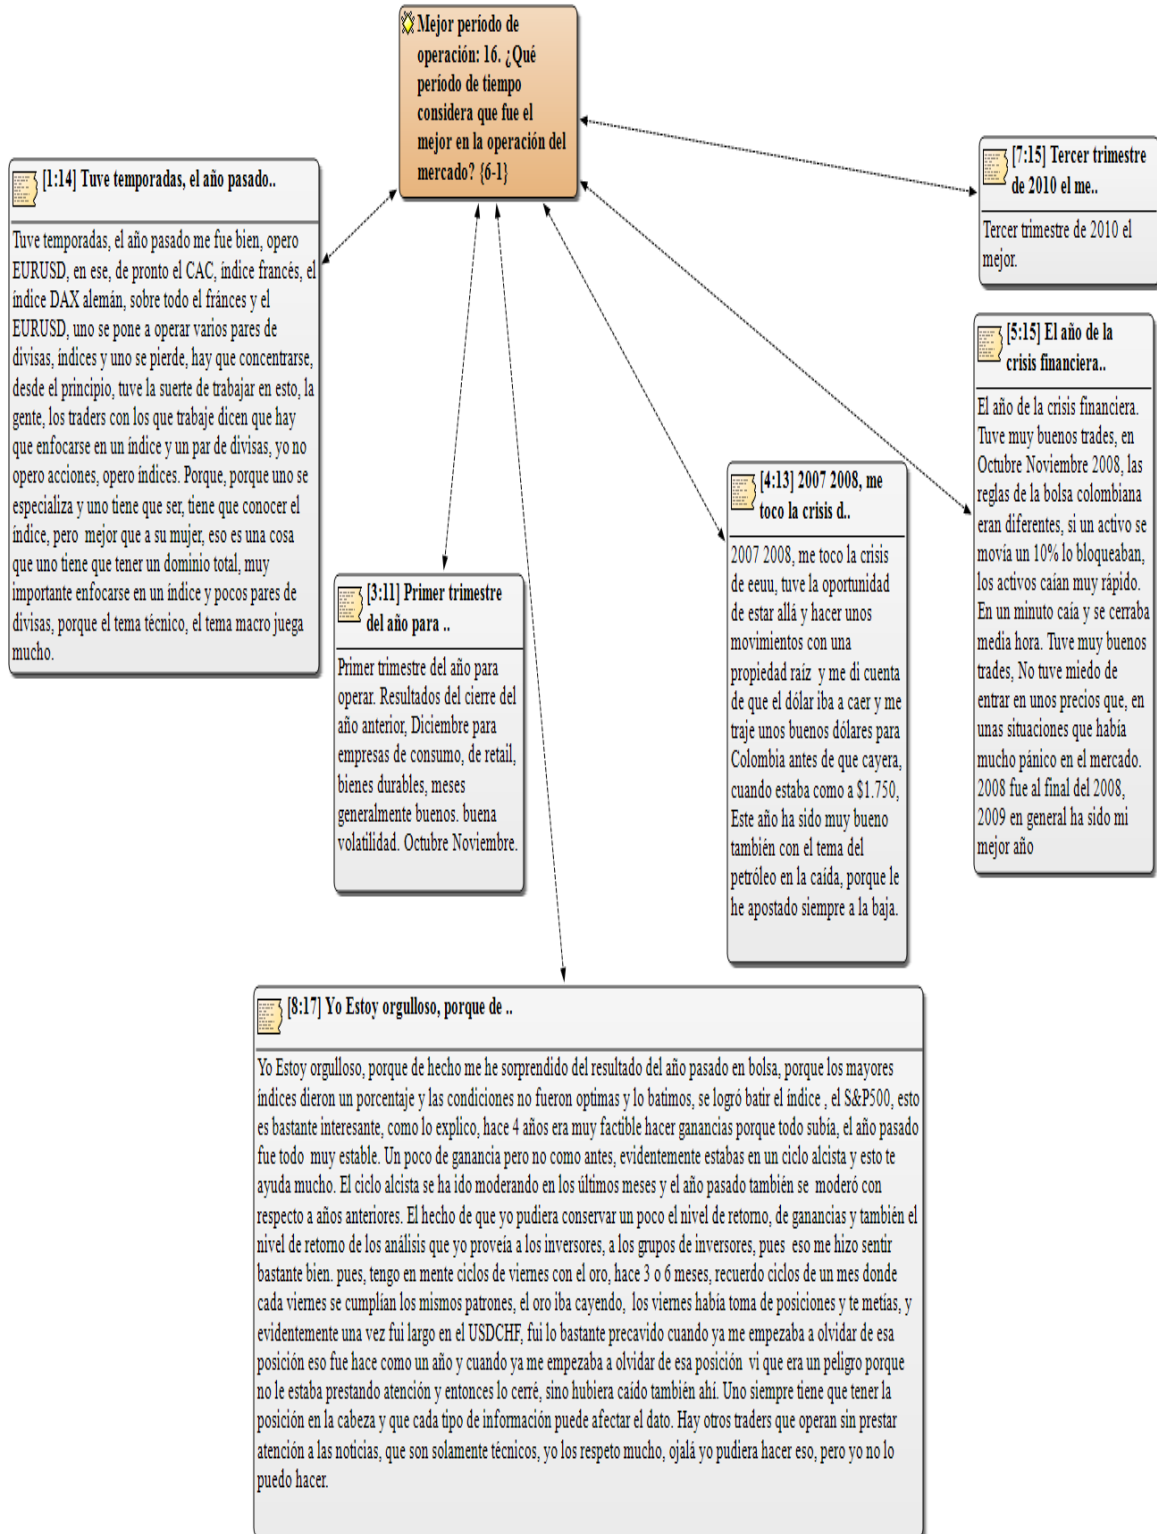 Mejor período de
operación: 16. ¿Qué
período de tiempo
considera que fue el
mejor en la operación del
mercado? {6-1}
[1:14] Tuve temporadas, el año pasado..
Tuve temporadas, el año pasado me fue bien, opero
EURUSD, en ese, de pronto el CAC, índice francés, el
índice DAX alemán, sobre todo el fránces y el
EURUSD, uno se pone a operar varios pares de
divisas, índices y uno se pierde, hay que concentrarse,
desde el principio, tuve la suerte de trabajar en esto, la
gente, los traders con los que trabaje dicen que hay
que enfocarse en un índice y un par de divisas, yo no
opero acciones, opero índices. Porque, porque uno se
especializa y uno tiene que ser, tiene que conocer el
índice, pero mejor que a su mujer, eso es una cosa
que uno tiene que tener un dominio total, muy
importante enfocarse en un índice y pocos pares de
divisas, porque el tema técnico, el tema macro juega
mucho.
[7:15] Tercer trimestre
de 2010 el me..
Tercer trimestre de 2010 el
mejor.
[5:15] El año de la
crisis financiera..
El año de la crisis financiera.
Tuve muy buenos trades, en
Octubre Noviembre 2008, las
reglas de la bolsa colombiana
eran diferentes, si un activo se
movía un 10% lo bloqueaban,
los activos caían muy rápido.
En un minuto caía y se cerraba
media hora. Tuve muy buenos
trades, No tuve miedo de
entrar en unos precios que, en
unas situaciones que había
mucho pánico en el mercado.
2008 fue al final del 2008,
2009 en general ha sido mi
mejor año
[4:13] 2007 2008, me
toco la crisis d..
2007 2008, me toco la crisis
de eeuu, tuve la oportunidad
de estar allá y hacer unos
movimientos con una
propiedad raíz y me di cuenta
de que el dólar iba a caer y me
traje unos buenos dólares para
Colombia antes de que cayera,
cuando estaba como a $1.750,
Este año ha sido muy bueno
también con el tema del
petróleo en la caída, porque le
he apostado siempre a la baja.
[3:11] Primer trimestre
del año para ..
Primer trimestre del año para
operar. Resultados del cierre del
año anterior, Diciembre para
empresas de consumo, de retail,
bienes durables, meses
generalmente buenos. buena
volatilidad. Octubre Noviembre.
[8:17] Yo Estoy orgulloso, porque de ..
Yo Estoy orgulloso, porque de hecho me he sorprendido del resultado del año pasado en bolsa, porque los mayores
índices dieron un porcentaje y las condiciones no fueron optimas y lo batimos, se logró batir el índice , el S&P500, esto
es bastante interesante, como lo explico, hace 4 años era muy factible hacer ganancias porque todo subía, el año pasado
fue todo muy estable. Un poco de ganancia pero no como antes, evidentemente estabas en un ciclo alcista y esto te
ayuda mucho. El ciclo alcista se ha ido moderando en los últimos meses y el año pasado también se moderó con
respecto a años anteriores. El hecho de que yo pudiera conservar un poco el nivel de retorno, de ganancias y también el
nivel de retorno de los análisis que yo proveía a los inversores, a los grupos de inversores, pues eso me hizo sentir
bastante bien. pues, tengo en mente ciclos de viernes con el oro, hace 3 o 6 meses, recuerdo ciclos de un mes donde
cada viernes se cumplían los mismos patrones, el oro iba cayendo, los viernes había toma de posiciones y te metías, y
evidentemente una vez fui largo en el USDCHF, fui lo bastante precavido cuando ya me empezaba a olvidar de esa
posición eso fue hace como un año y cuando ya me empezaba a olvidar de esa posición vi que era un peligro porque
no le estaba prestando atención y entonces lo cerré, sino hubiera caído también ahí. Uno siempre tiene que tener la
posición en la cabeza y que cada tipo de información puede afectar el dato. Hay otros traders que operan sin prestar
atención a las noticias, que son solamente técnicos, yo los respeto mucho, ojalá yo pudiera hacer eso, pero yo no lo
puedo hacer.